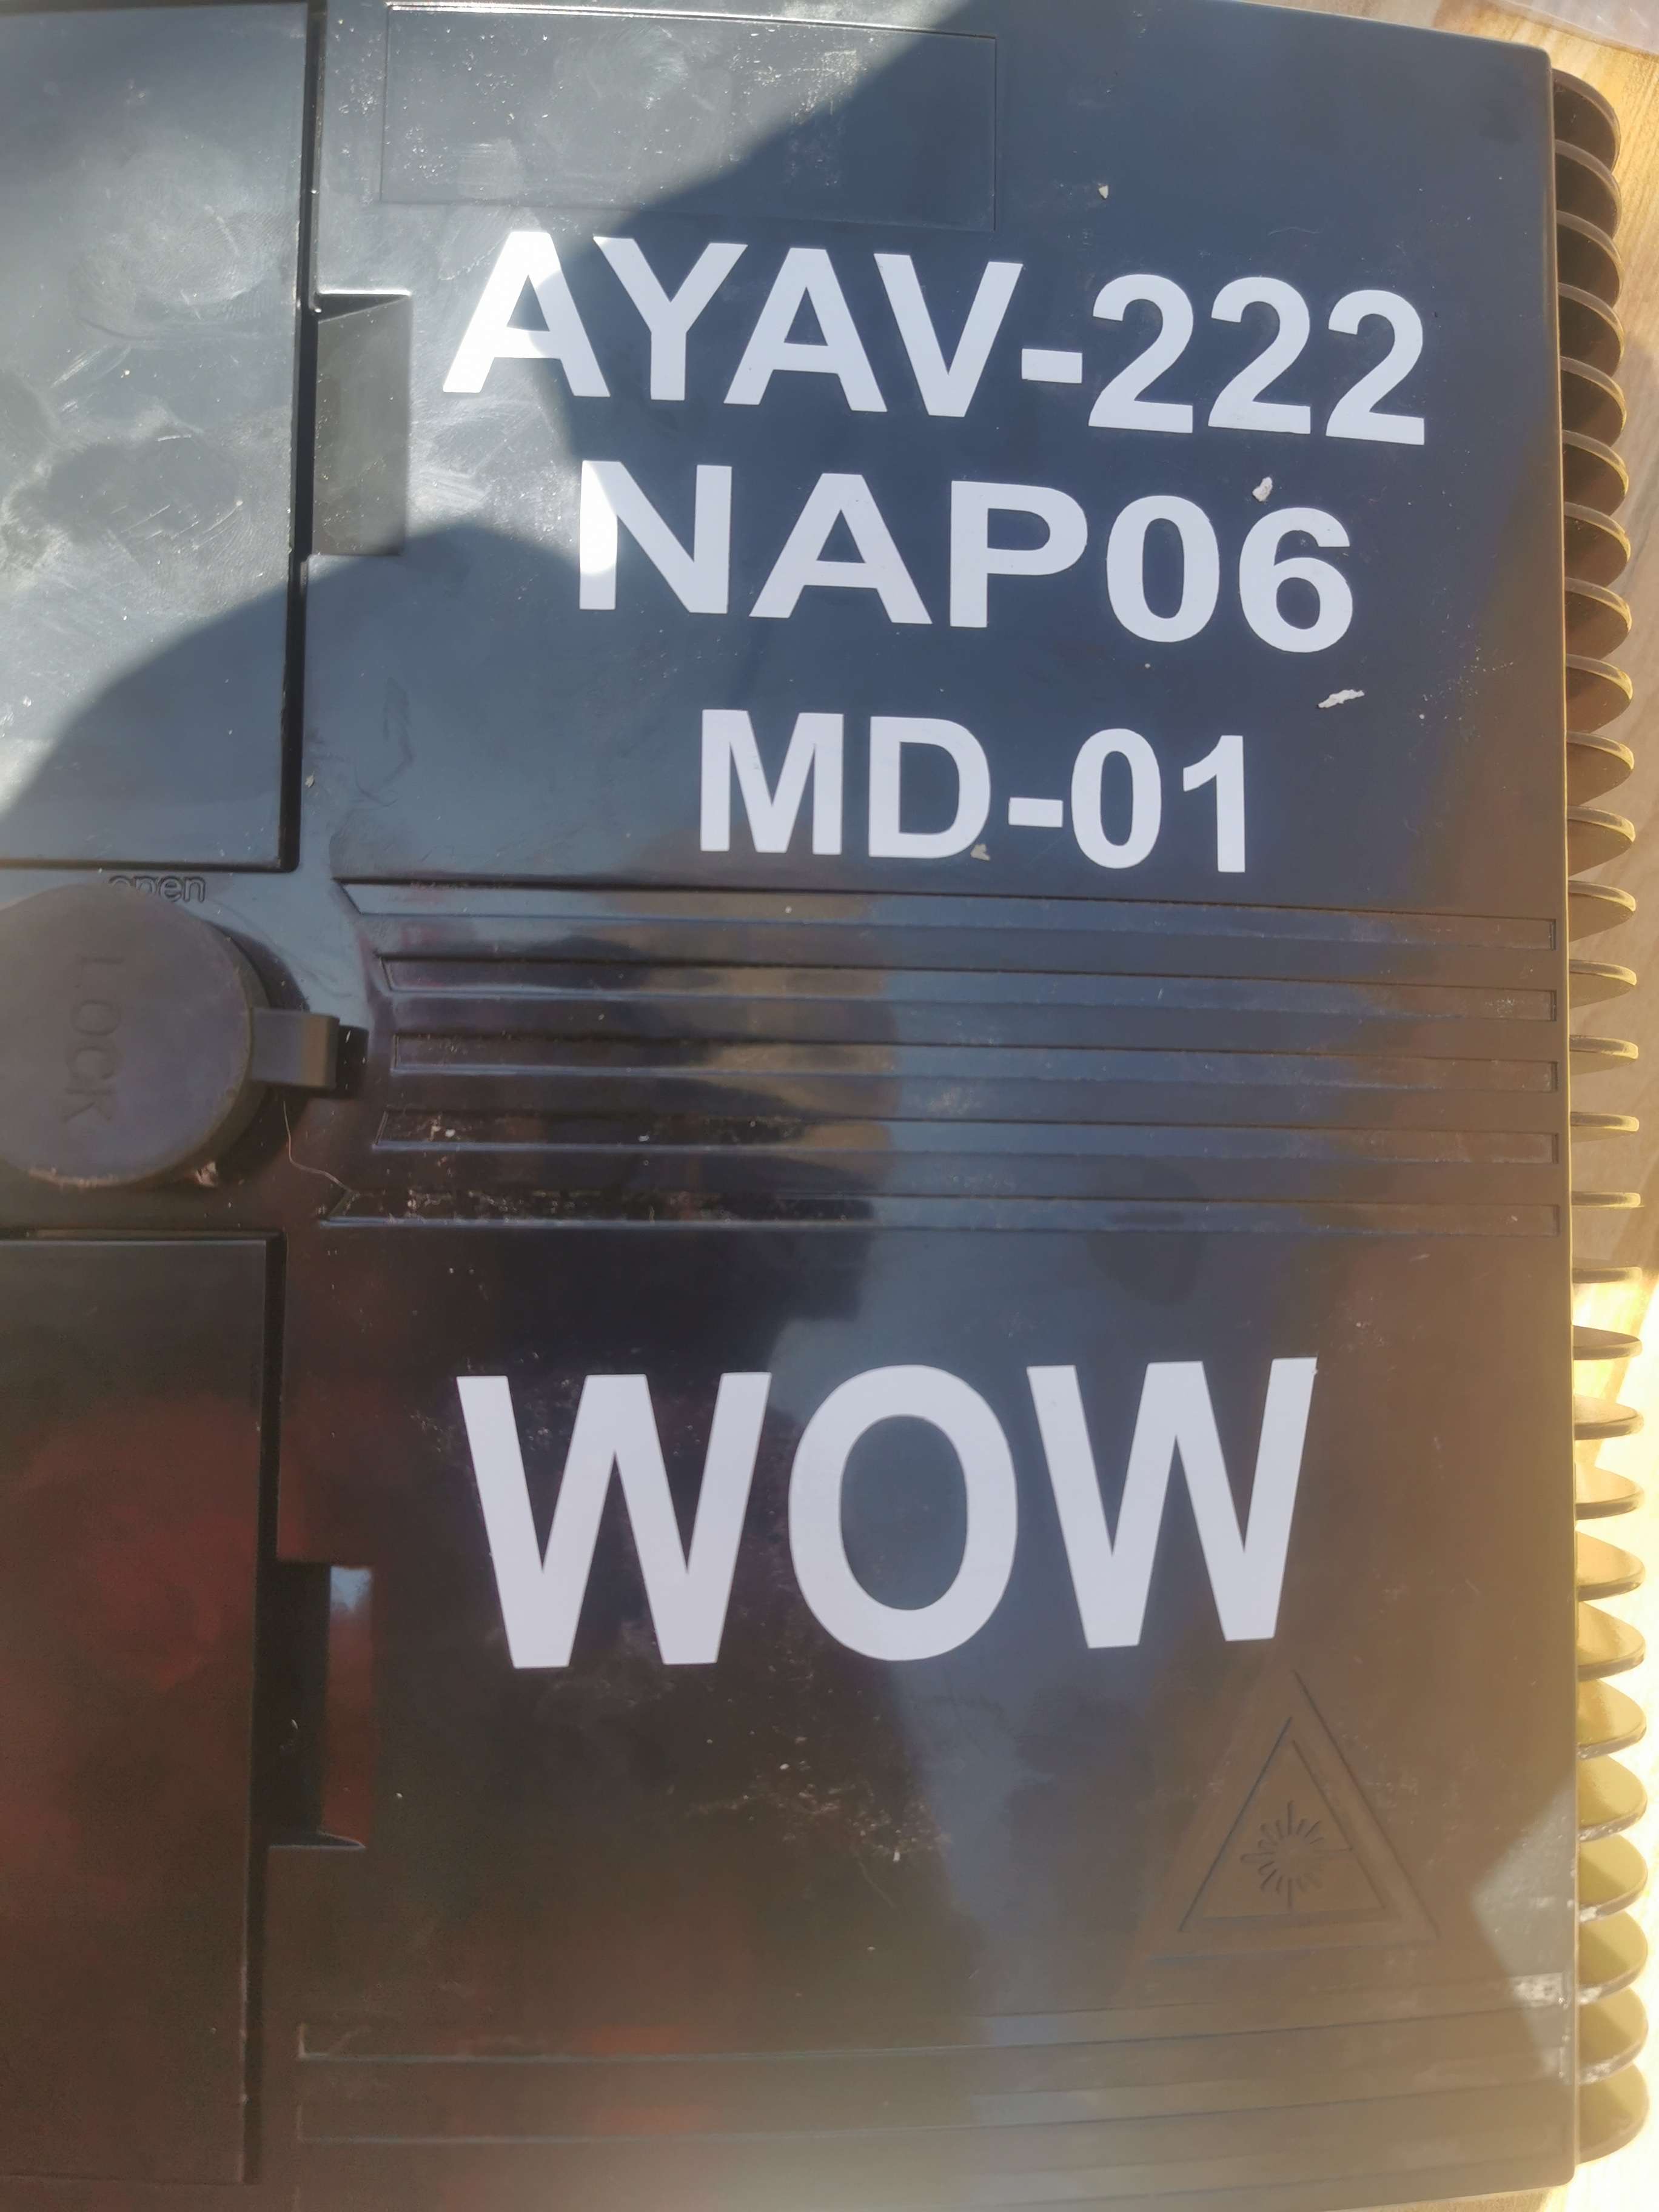 AYAV-222
NAP06
MD-01
open
LOCK
WOW